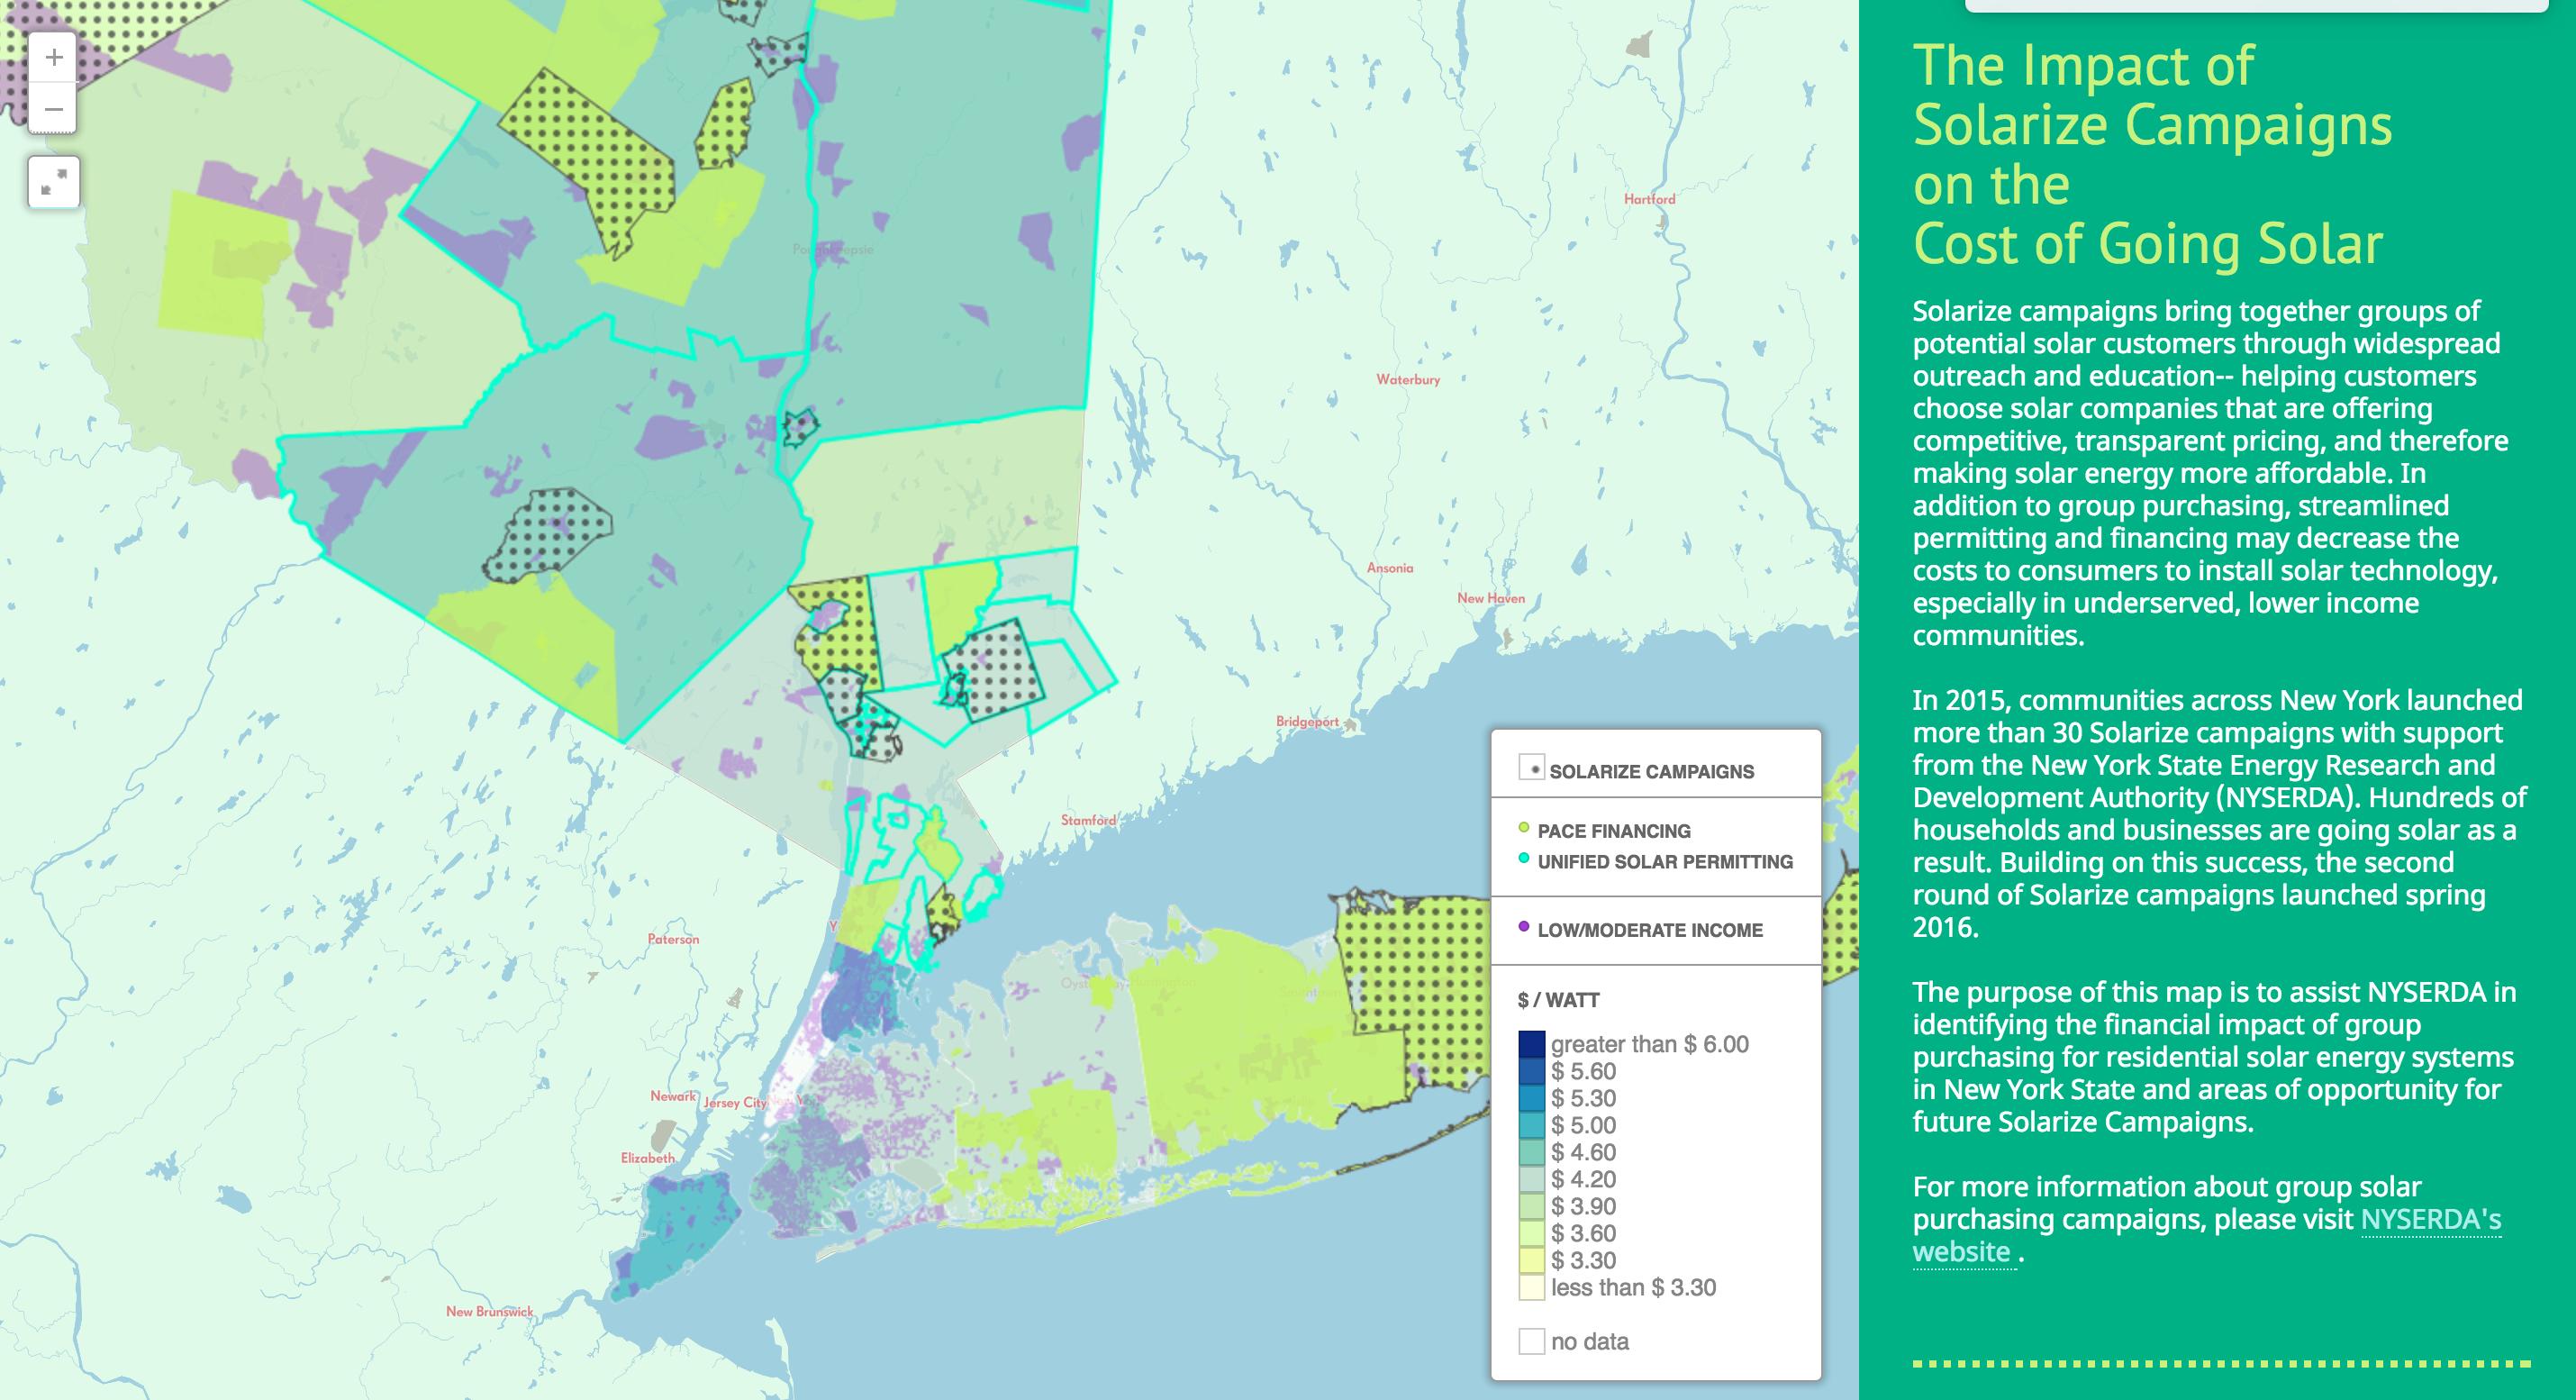 +
−
Poughkeepsie
Hartford
Waterbury
Ansonia
New Haven
Bridgeport
Stamford
Paterson
Newark
Jersey City
Elizabeth
New Brunswick
SOLARIZE CAMPAIGNS
PACE FINANCING
UNIFIED SOLAR PERMITTING
LOW/MODERATE INCOME
$ / WATT
greater than $ 6.00
$ 5.60
$ 5.30
$ 5.00
$ 4.60
$ 4.20
$ 3.90
$ 3.60
$ 3.30
less than $ 3.30
no data
The Impact of
Solarize Campaigns
on the
Cost of Going Solar
Solarize campaigns bring together groups of
potential solar customers through widespread
outreach and education-- helping customers
choose solar companies that are offering
competitive, transparent pricing, and therefore
making solar energy more affordable. In
addition to group purchasing, streamlined
permitting and financing may decrease the
costs to consumers to install solar technology,
especially in underserved, lower income
communities.
In 2015, communities across New York launched
more than 30 Solarize campaigns with support
from the New York State Energy Research and
Development Authority (NYSERDA). Hundreds of
households and businesses are going solar as a
result. Building on this success, the second
round of Solarize campaigns launched spring
2016.
The purpose of this map is to assist NYSERDA in
identifying the financial impact of group
purchasing for residential solar energy systems
in New York State and areas of opportunity for
future Solarize Campaigns.
For more information about group solar
purchasing campaigns, please visit NYSERDA's
website .